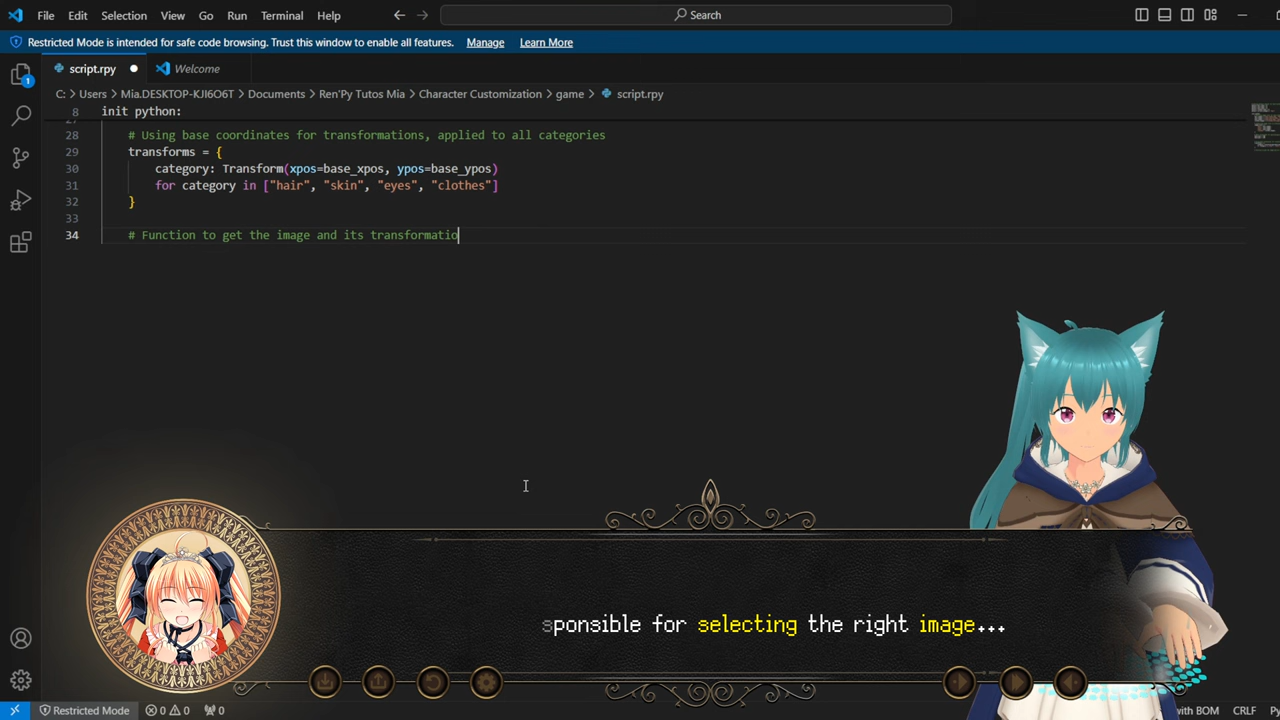 File Edit Selection View Go Run Terminal Help Search
Restricted Mode is intended for safe code browsing. Trust this window to enable all features. Manage Learn More
script.rpy Welcome
C: > Users > Mia.DESKTOP-KJI6O6T > Documents > Ren'Py Tutos Mia > Character Customization > game > script.rpy
8 init python:
28 # Using base coordinates for transformations, applied to all categories
29 transforms = {
30 category: Transform(xpos=base_xpos, ypos=base_ypos)
31 for category in ["hair", "skin", "eyes", "clothes"]
32 }
33
34 # Function to get the image and its transformatio
1
sponsible for selecting the right image...
Restricted Mode 0 0 0 with BOM CRLF